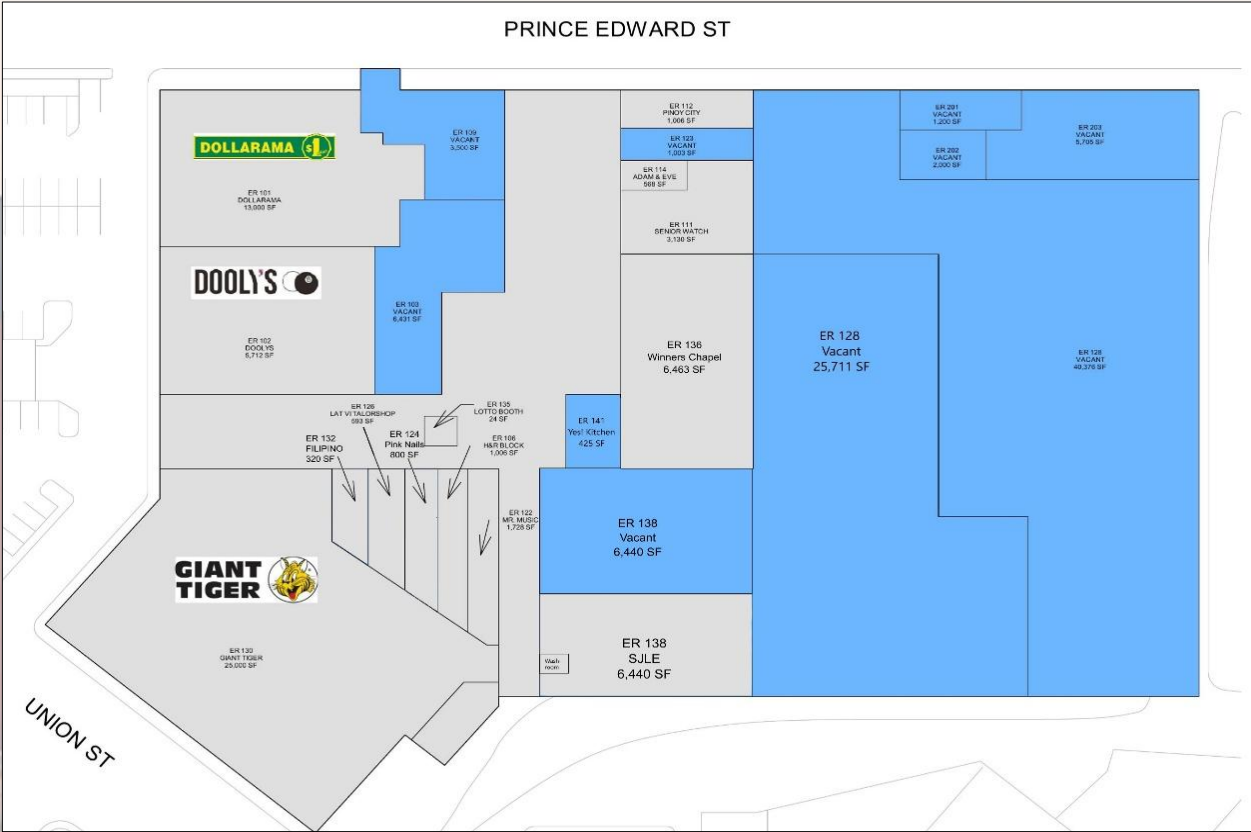 PRINCE EDWARD ST
DOLLARAMA $1
ER 101
DOLLARAMA
13,000 SF
ER 109
VACANT
3,500 SF
ER 112
PINOY CITY
1,006 SF
ER 123
VACANT
1,003 SF
ER 114
ADAM & EVE
568 SF
ER 111
SENIOR WATCH
3,130 SF
ER 201
VACANT
1,200 SF
ER 202
VACANT
2,000 SF
ER 203
VACANT
5,705 SF
DOOLY'S
ER 102
DOOLYS
5,712 SF
ER 103
VACANT
6,431 SF
ER 136
Winners Chapel
6,463 SF
ER 128
Vacant
25,711 SF
ER 128
VACANT
40,376 SF
ER 126
LAT VI TALORSHOP
593 SF
ER 135
LOTTO BOOTH
24 SF
ER 132
FILIPINO
320 SF
ER 124
Pink Nails
800 SF
ER 106
H&R BLOCK
1,006 SF
ER 141
Yes! Kitchen
425 SF
ER 122
MR. MUSIC
1,728 SF
ER 138
Vacant
6,440 SF
GIANT
TIGER
ER 130
GIANT TIGER
25,000 SF
ER 138
SJLE
6,440 SF
Wash
room
UNION ST